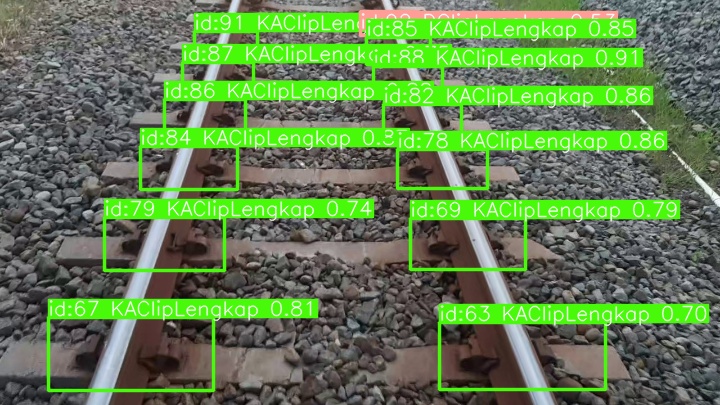 id:91 KAClipLeng
id:85 KAClipLengkap 0.85
id:87 KAClipLengk
id:88 KAClipLengkap 0.91
id:86 KAClipLengkap
id:82 KAClipLengkap 0.86
id:84 KAClipLengkap
id:78 KAClipLengkap 0.86
id:79 KAClipLengkap 0.74
id:69 KAClipLengkap 0.79
id:67 KAClipLengkap 0.81
id:63 KAClipLengkap 0.70